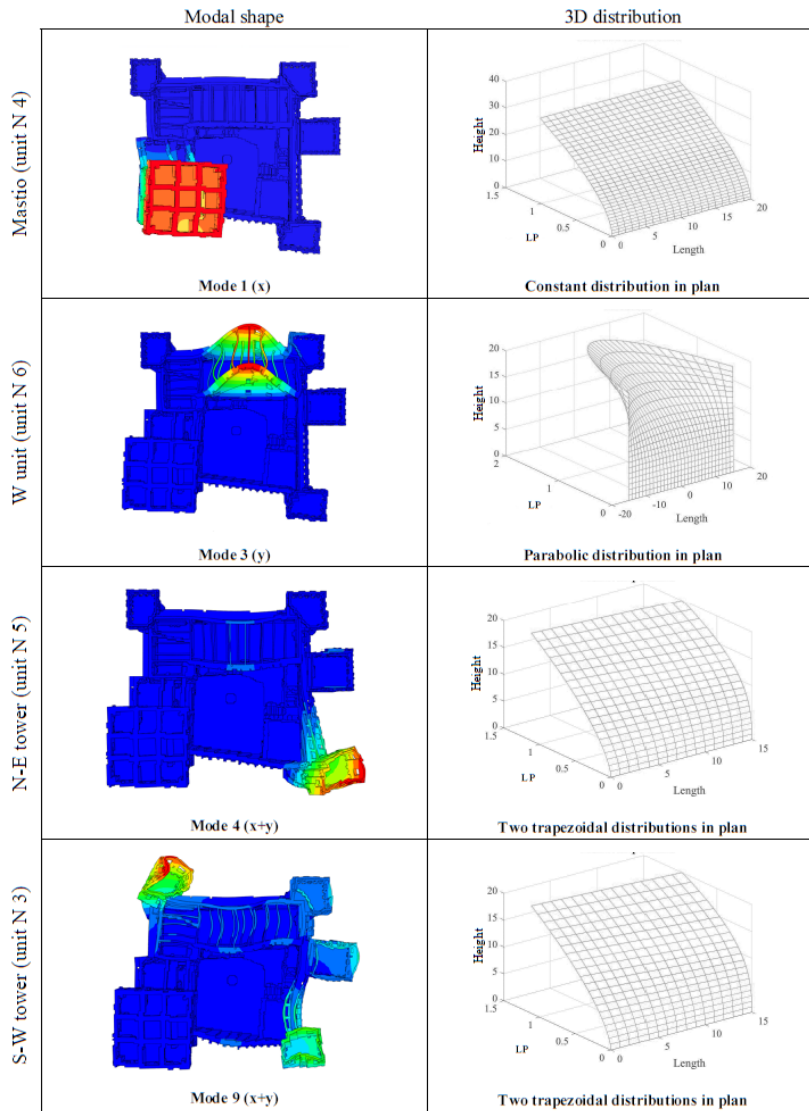 Modal shape
3D distribution
Mastio (unit N 4)
Mode 1 (x)
Height
40
30
20
10
0
1.5
1
0.5
0
LP
0
5
10
15
20
Length
Constant distribution in plan
W unit (unit N 6)
Mode 3 (y)
Height
20
15
10
5
0
2
1
0
LP
-20
-10
0
10
20
Length
Parabolic distribution in plan
N-E tower (unit N 5)
Mode 4 (x+y)
Height
20
15
10
5
0
1.5
1
0.5
0
LP
0
5
10
15
Length
Two trapezoidal distributions in plan
S-W tower (unit N 3)
Mode 9 (x+y)
Height
20
15
10
5
0
1.5
1
0.5
0
LP
0
5
10
15
Length
Two trapezoidal distributions in plan